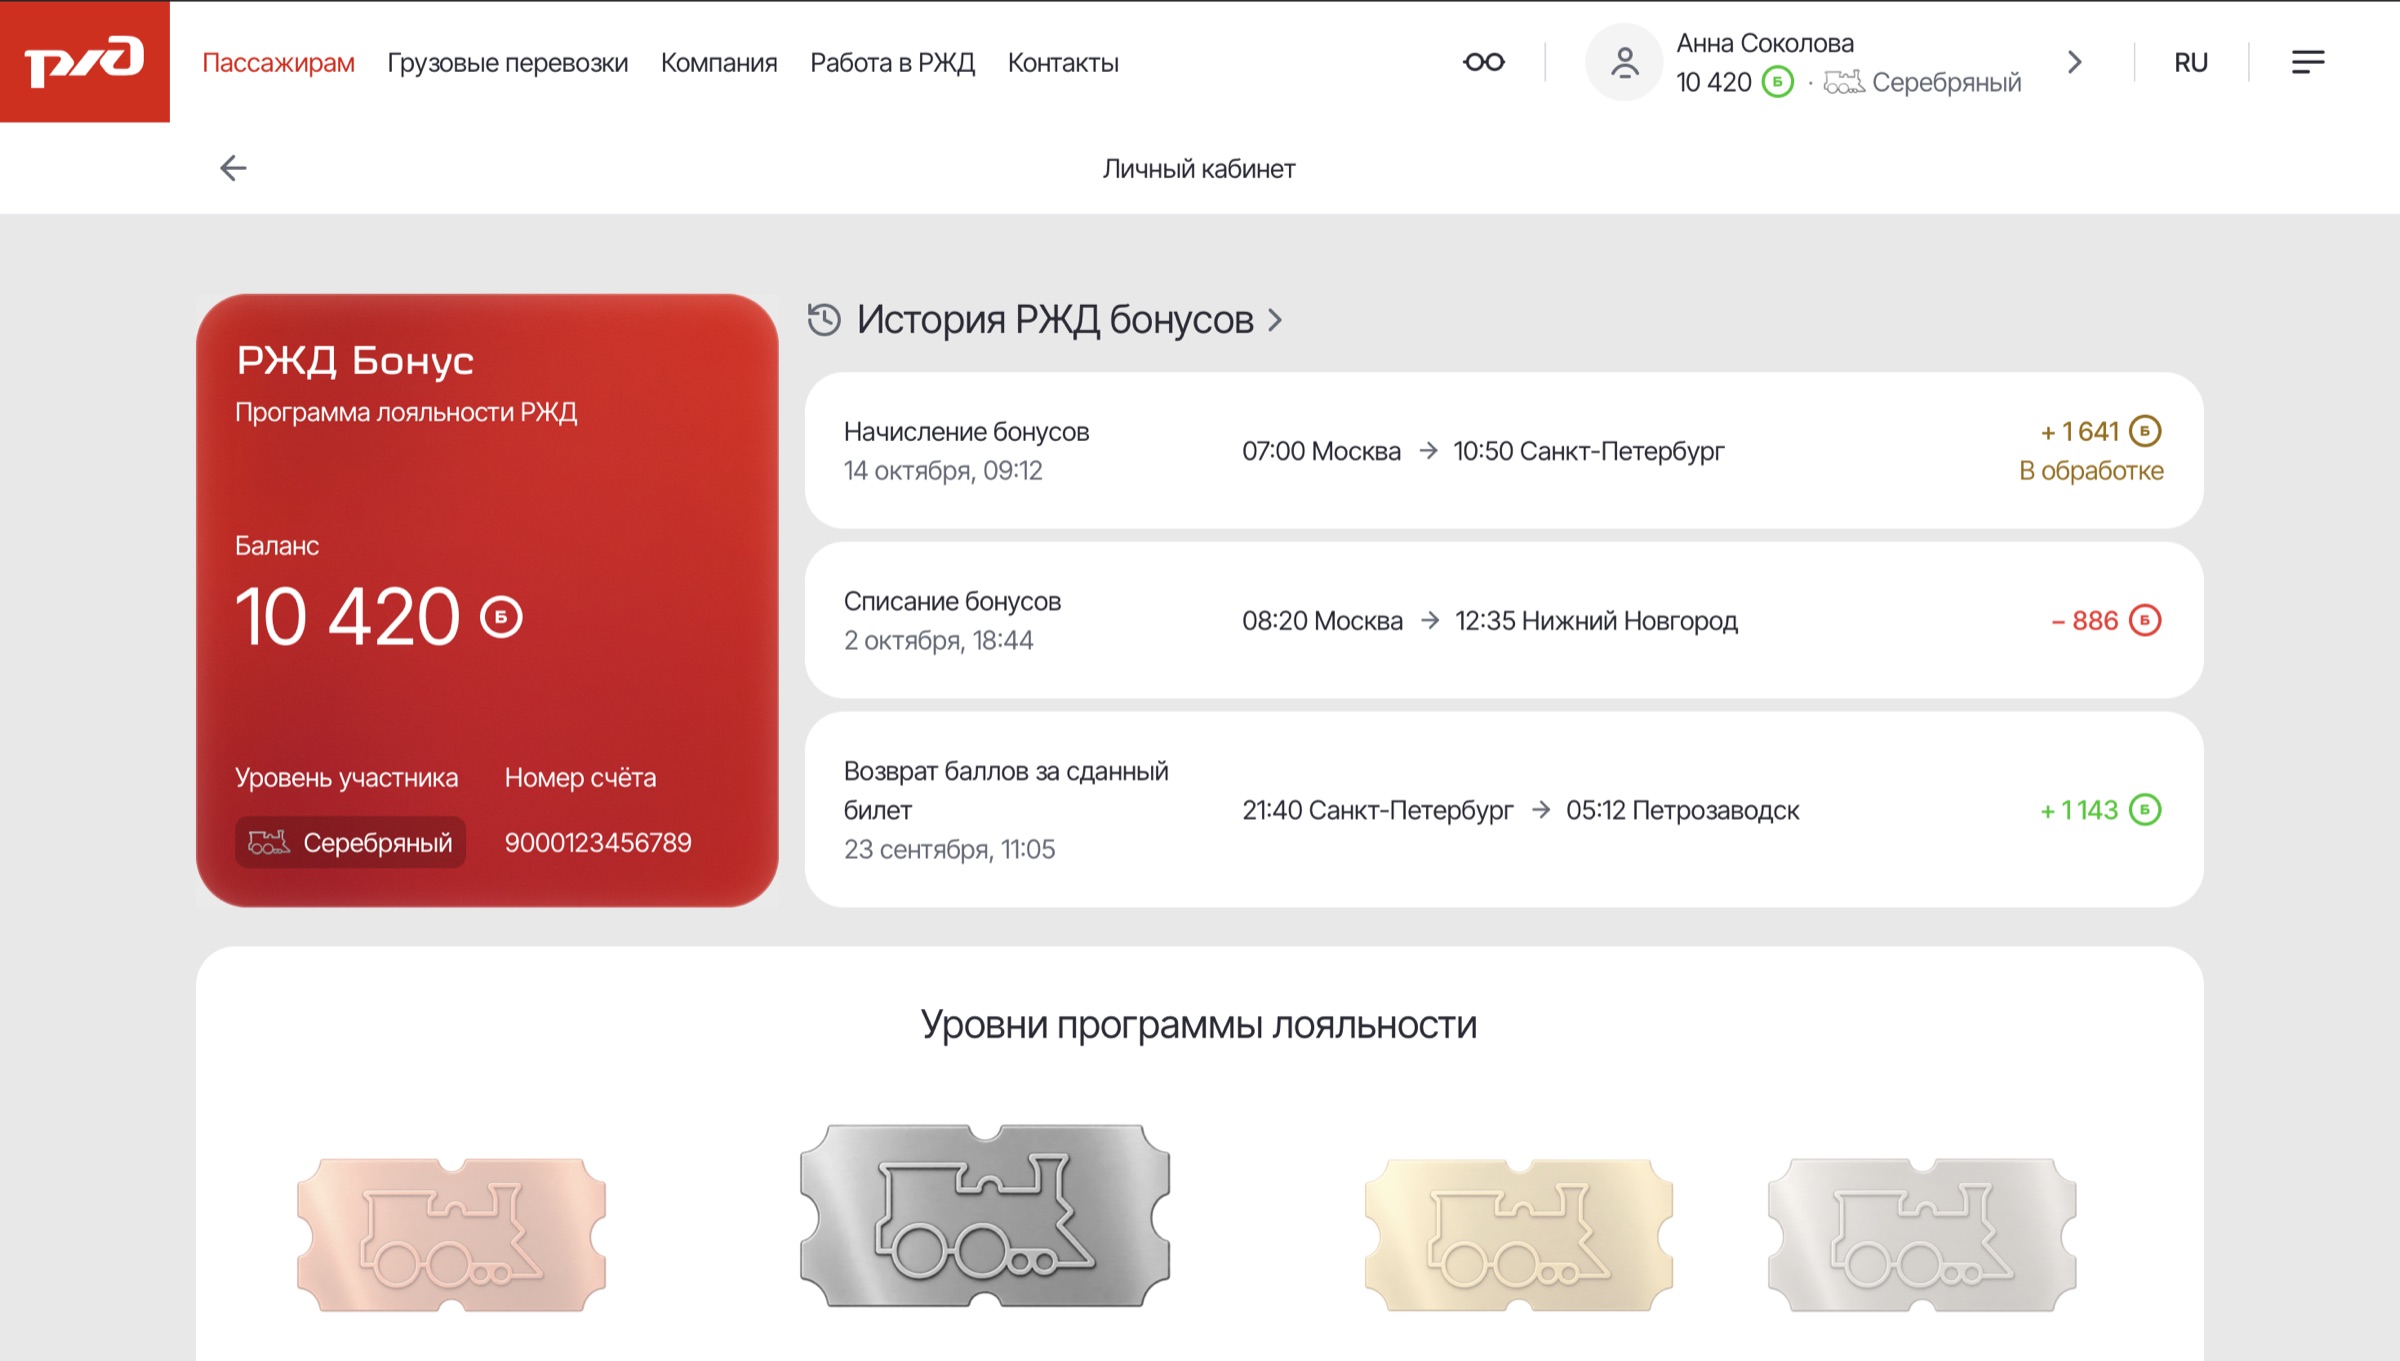 РЖД
Пассажирам
Грузовые перевозки
Компания
Работа в РЖД
Контакты
Анна Соколова
10 420 Б · Серебряный
RU
Личный кабинет
РЖД Бонус
Программа лояльности РЖД
Баланс
10 420 Б
Уровень участника
Серебряный
Номер счёта
9000123456789
История РЖД бонусов
Начисление бонусов
14 октября, 09:12
07:00 Москва → 10:50 Санкт-Петербург
+ 1 641 Б
В обработке
Списание бонусов
2 октября, 18:44
08:20 Москва → 12:35 Нижний Новгород
– 886 Б
Возврат баллов за сданный
билет
23 сентября, 11:05
21:40 Санкт-Петербург → 05:12 Петрозаводск
+ 1 143 Б
Уровни программы лояльности